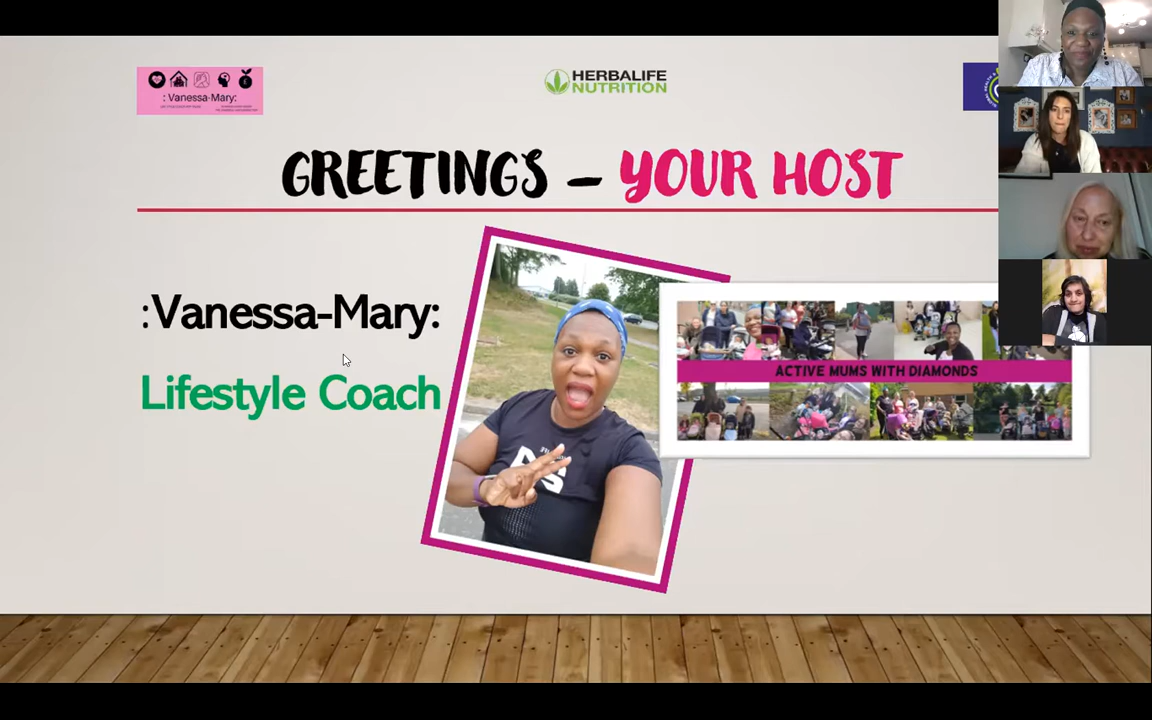 : Vanessa-Mary:
HERBALIFE
NUTRITION
GREETINGS – YOUR HOST
:Vanessa-Mary:
Lifestyle Coach
ACTIVE MUMS WITH DIAMONDS